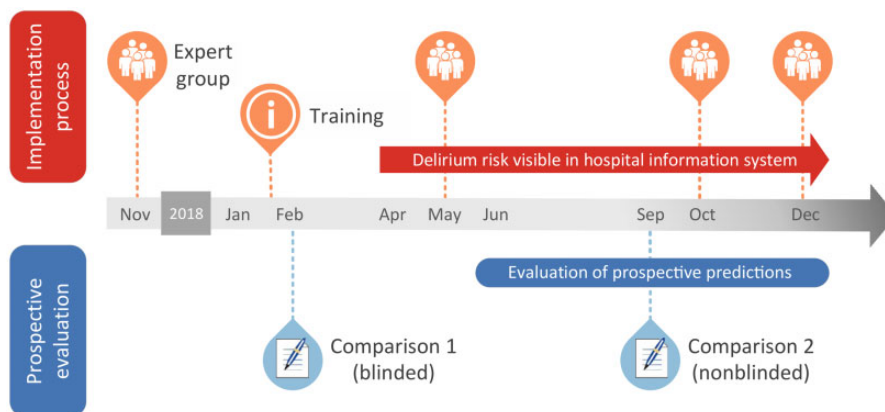 Implementation
process
Expert
group
Training
Delirium risk visible in hospital information system
Nov 2018 Jan Feb Apr May Jun Sep Oct Dec
Prospective
evaluation
Evaluation of prospective predictions
Comparison 1
(blinded)
Comparison 2
(nonblinded)